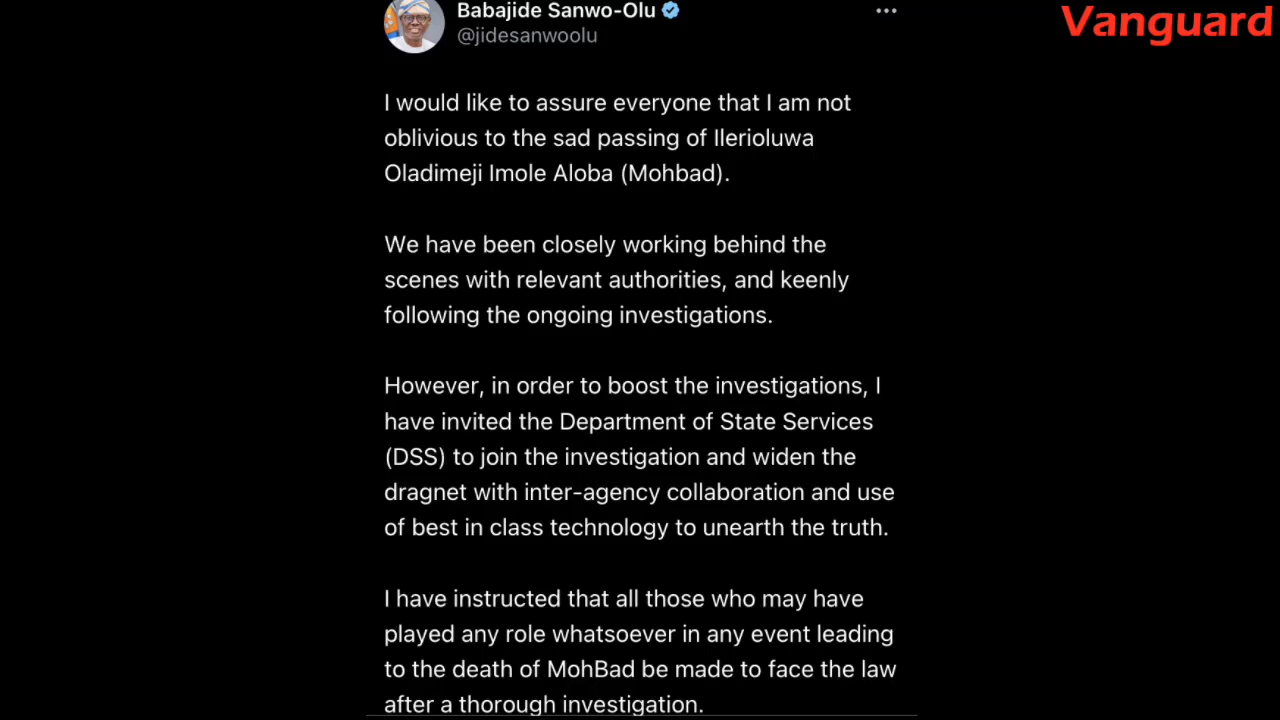 Babajide Sanwo-Olu
Vanguard
@jidesanwoolu
I would like to assure everyone that I am not
oblivious to the sad passing of Ilerioluwa
Oladimeji Imole Aloba (Mohbad).
We have been closely working behind the
scenes with relevant authorities, and keenly
following the ongoing investigations.
However, in order to boost the investigations, I
have invited the Department of State Services
(DSS) to join the investigation and widen the
dragnet with inter-agency collaboration and use
of best in class technology to unearth the truth.
I have instructed that all those who may have
played any role whatsoever in any event leading
to the death of MohBad be made to face the law
after a thorough investigation.